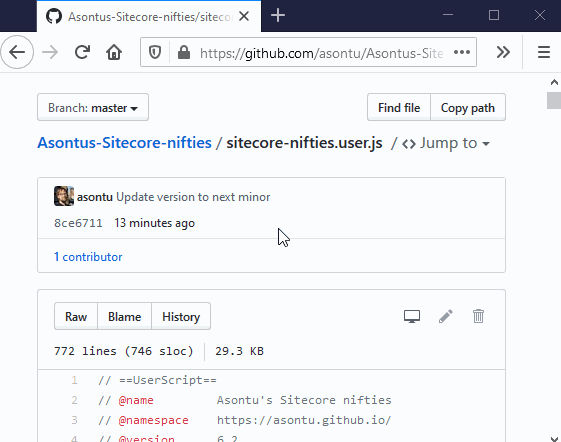 Asontus-Sitecore-nifties/siteco
https://github.com/asontu/Asontus-Site
Branch: master
Find file Copy path
Asontus-Sitecore-nifties / sitecore-nifties.user.js / <> Jump to
asontu Update version to next minor
8ce6711 13 minutes ago
1 contributor
Raw Blame History
772 lines (746 sloc) 29.3 KB
1 // ==UserScript==
2 // @name Asontu's Sitecore nifties
3 // @namespace https://asontu.github.io/
4 // @version 6.2